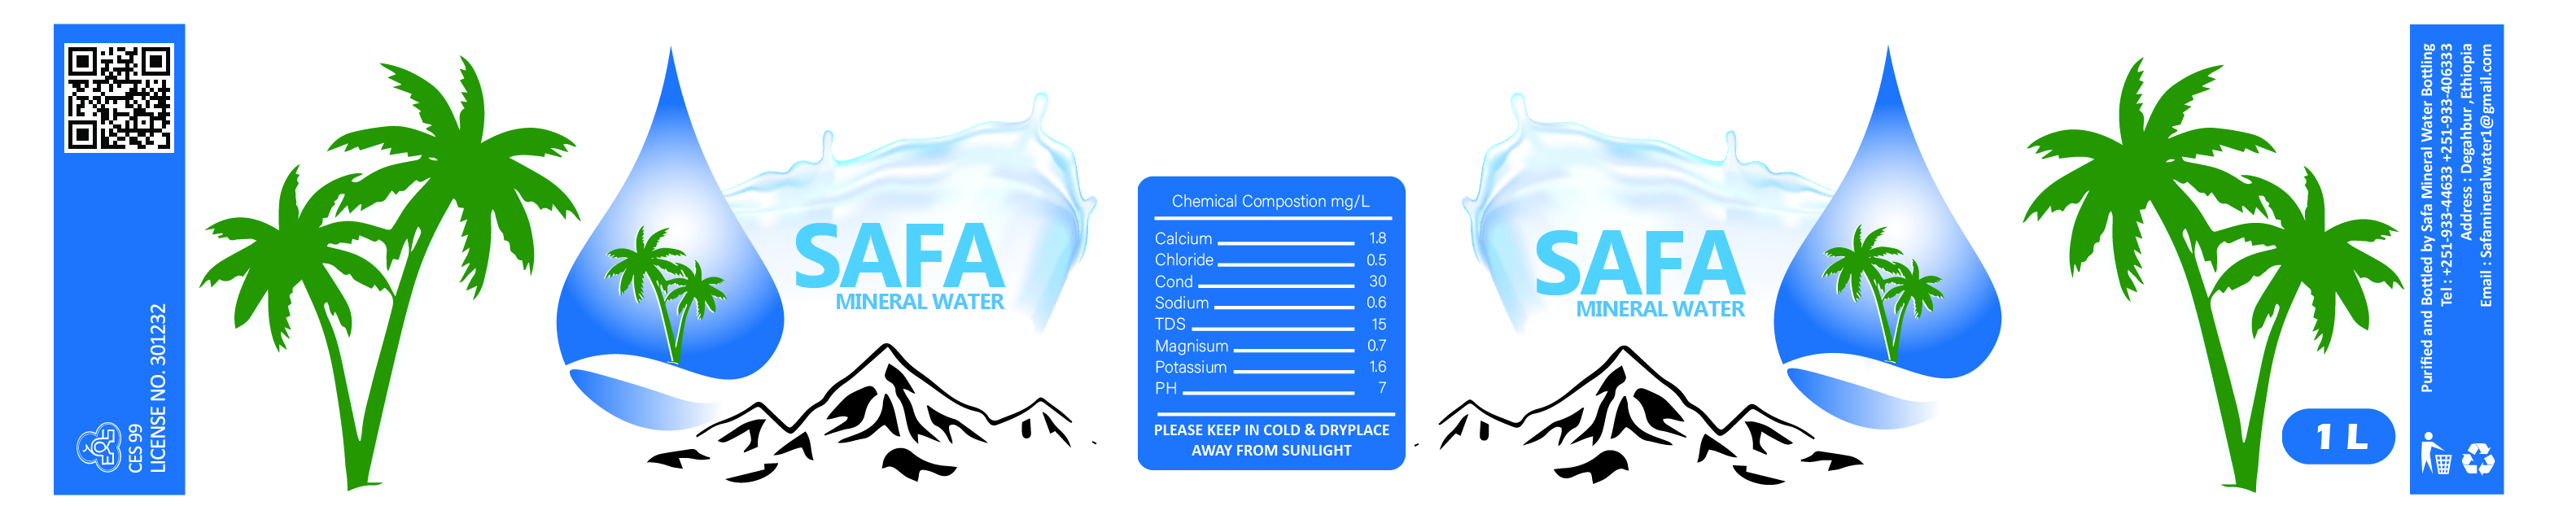 CES 99
LICENSE NO. 301232
SAFA
MINERAL WATER
Chemical Compostion mg/L
Calcium 1.8
Chloride 0.5
Cond 30
Sodium 0.6
TDS 15
Magnisum 0.7
Potassium 1.6
PH 7
PLEASE KEEP IN COLD & DRYPLACE
AWAY FROM SUNLIGHT
SAFA
MINERAL WATER
1 L
Purified and Bottled by Safa Mineral Water Bottling
Tel : +251-933-44633 +251-933-406333
Address : Degahbur ,Ethiopia
Email : Safamineralwater1@gmail.com